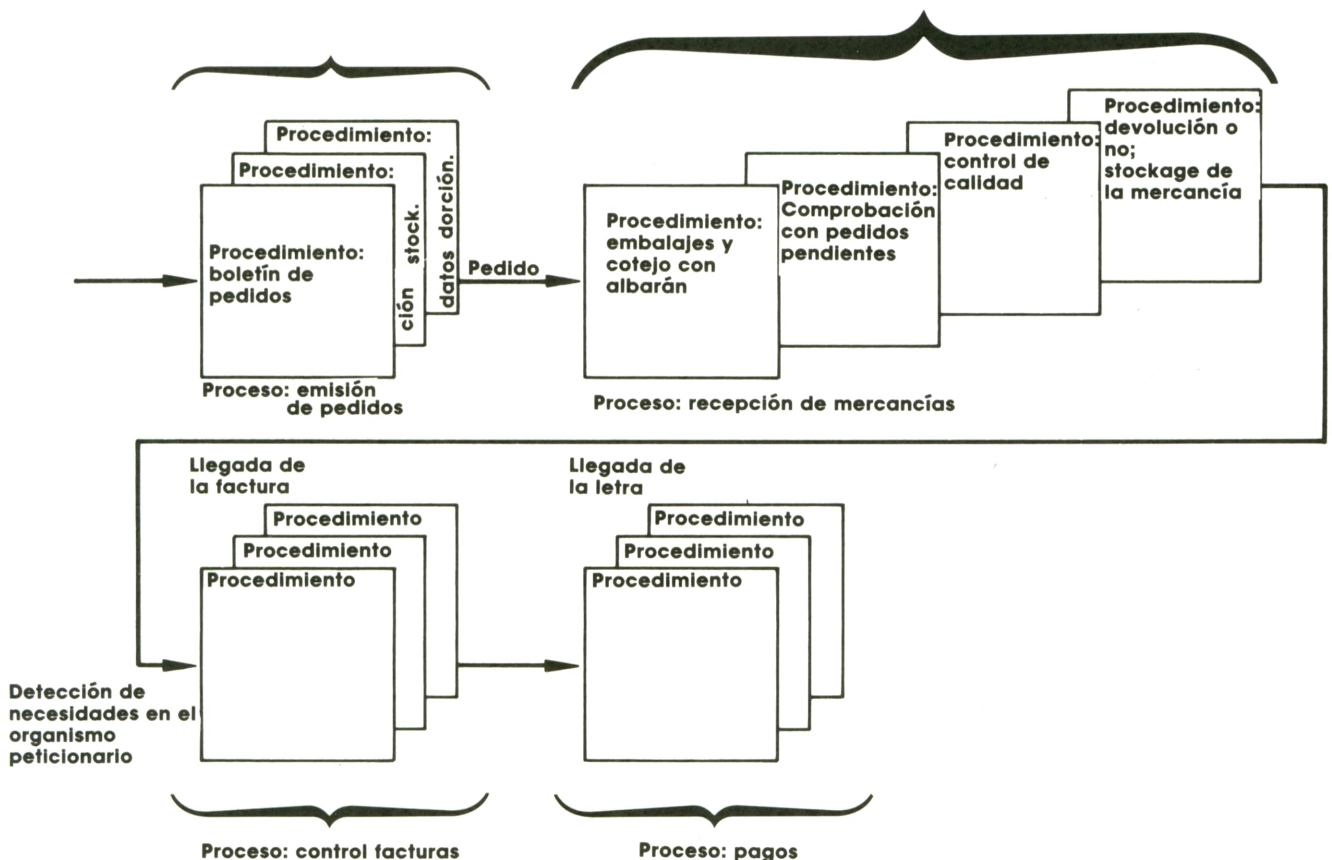 Procedimiento:
Procedimiento:
Procedimiento:
boletín de
pedidos
ción stock.
datos dorción.
Proceso: emisión
de pedidos
Pedido
Procedimiento:
embalajes y
cotejo con
albarán
Procedimiento:
Comprobación
con pedidos
pendientes
Procedimiento:
control de
calidad
Procedimiento:
devolución o
no;
stockage de
la mercancía
Proceso: recepción de mercancías
Llegada de
la factura
Procedimiento
Procedimiento
Procedimiento
Llegada de
la letra
Procedimiento
Procedimiento
Procedimiento
Detección de
necesidades en el
organismo
peticionario
Proceso: control facturas
Proceso: pagos